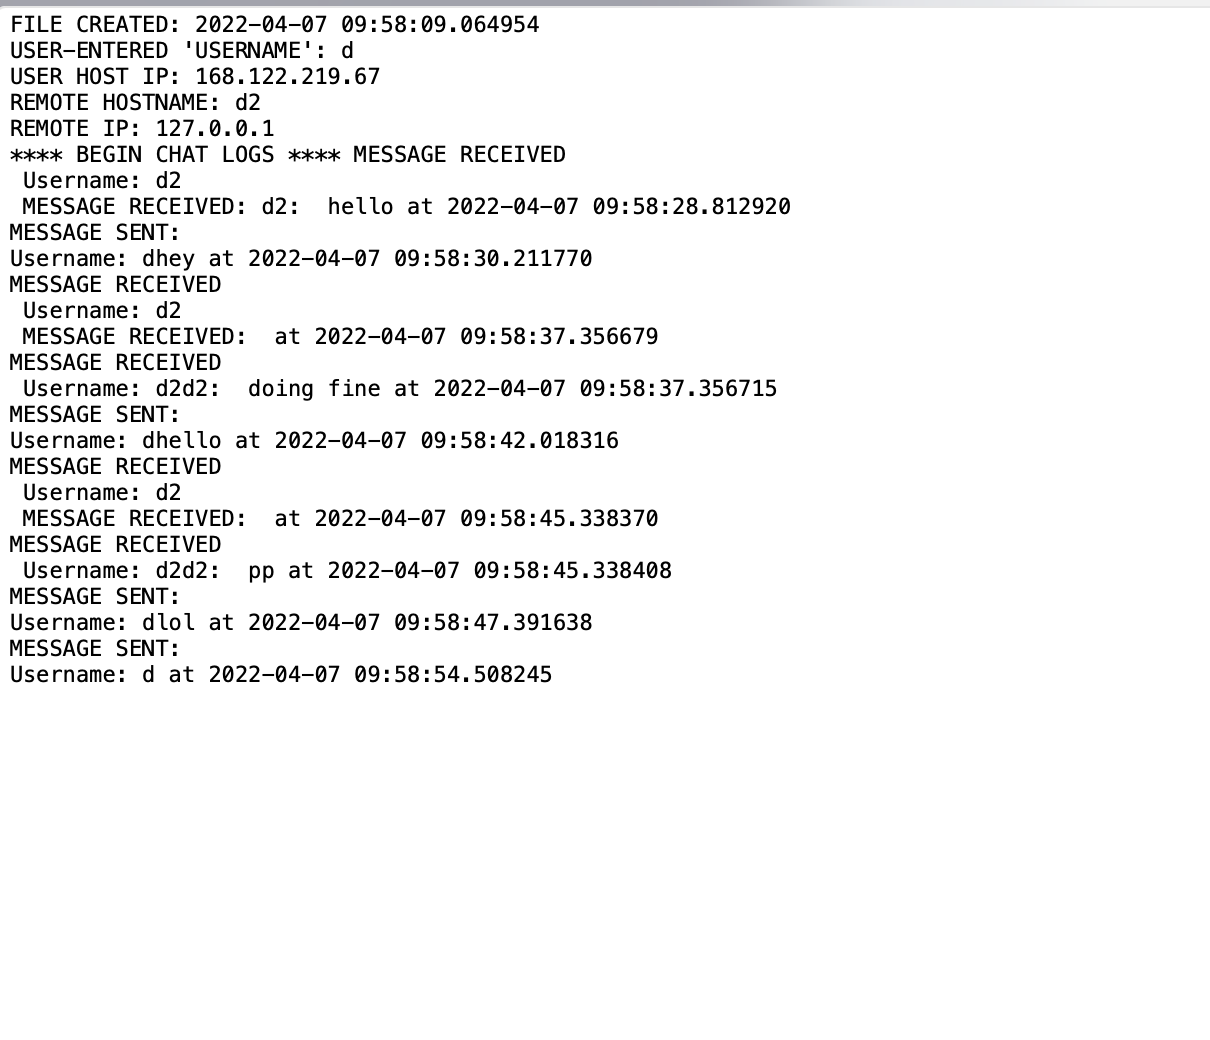 FILE CREATED: 2022-04-07 09:58:09.064954
USER-ENTERED 'USERNAME': d
USER HOST IP: 168.122.219.67
REMOTE HOSTNAME: d2
REMOTE IP: 127.0.0.1
**** BEGIN CHAT LOGS **** MESSAGE RECEIVED
 Username: d2
 MESSAGE RECEIVED: d2:  hello at 2022-04-07 09:58:28.812920
MESSAGE SENT:
Username: dhey at 2022-04-07 09:58:30.211770
MESSAGE RECEIVED
 Username: d2
 MESSAGE RECEIVED:  at 2022-04-07 09:58:37.356679
MESSAGE RECEIVED
 Username: d2d2:  doing fine at 2022-04-07 09:58:37.356715
MESSAGE SENT:
Username: dhello at 2022-04-07 09:58:42.018316
MESSAGE RECEIVED
 Username: d2
 MESSAGE RECEIVED:  at 2022-04-07 09:58:45.338370
MESSAGE RECEIVED
 Username: d2d2:  pp at 2022-04-07 09:58:45.338408
MESSAGE SENT:
Username: dlol at 2022-04-07 09:58:47.391638
MESSAGE SENT:
Username: d at 2022-04-07 09:58:54.508245